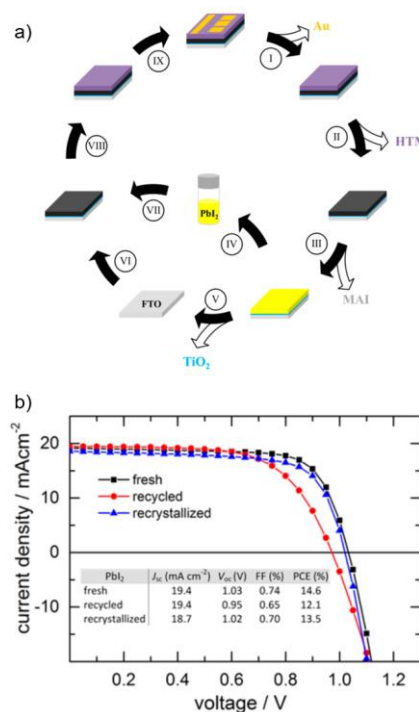 a)
Au
IX
I
HTM
VIII
II
PbI₂
VII
IV
III
VI
FTO
V
MAI
TiO₂
b)
current density / mAcm⁻²
20
10
0
-10
fresh
recycled
recrystallized
PbI₂ Jsc (mA cm⁻²) Voc (V) FF (%) PCE (%)
fresh 19.4 1.03 0.74 14.6
recycled 19.4 0.95 0.65 12.1
recrystallized 18.7 1.02 0.70 13.5
0.2 0.4 0.6 0.8 1.0 1.2
voltage / V